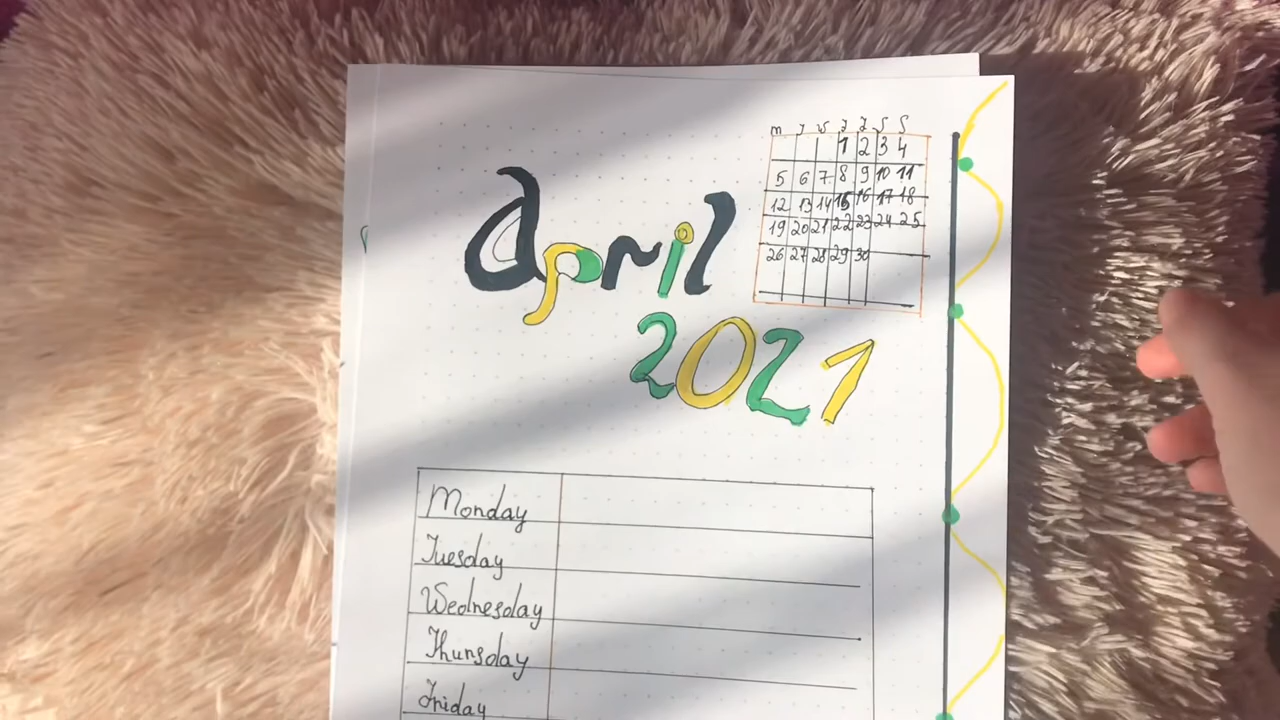 April
2021
M T W T F S S
1 2 3 4
5 6 7 8 9 10 11
12 13 14 15 16 17 18
19 20 21 22 23 24 25
26 27 28 29 30
Monday
Tuesday
Wednesday
Thursday
Friday